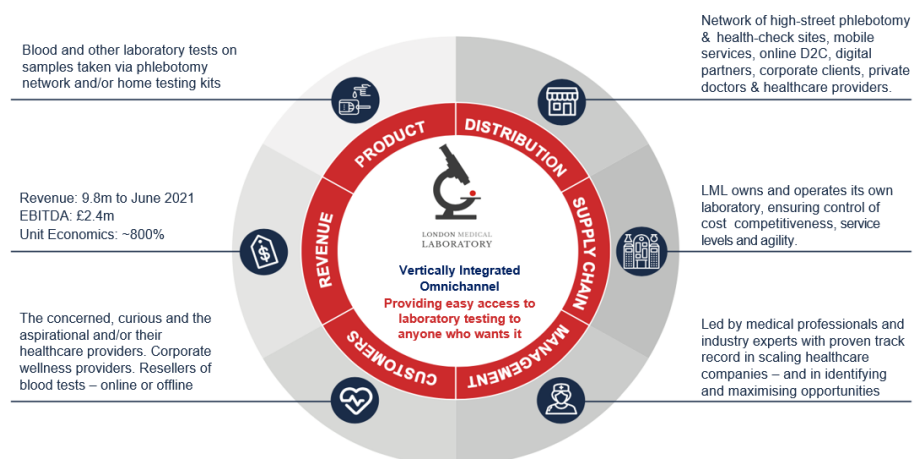 Blood and other laboratory tests on
samples taken via phlebotomy
network and/or home testing kits
Network of high-street phlebotomy
& health-check sites, mobile
services, online D2C, digital
partners, corporate clients, private
doctors & healthcare providers.
PRODUCT
DISTRIBUTION
Revenue: 9.8m to June 2021
EBITDA: £2.4m
Unit Economics: ~800%
REVENUE
SUPPLY CHAIN
LML owns and operates its own
laboratory, ensuring control of
cost competitiveness, service
levels and agility.
LONDON MEDICAL
LABORATORY
Vertically Integrated
Omnichannel
Providing easy access to
laboratory testing to
anyone who wants it
The concerned, curious and the
aspirational and/or their
healthcare providers. Corporate
wellness providers. Resellers of
blood tests – online or offline
CUSTOMERS
MANAGEMENT
Led by medical professionals and
industry experts with proven track
record in scaling healthcare
companies – and in identifying
and maximising opportunities
$